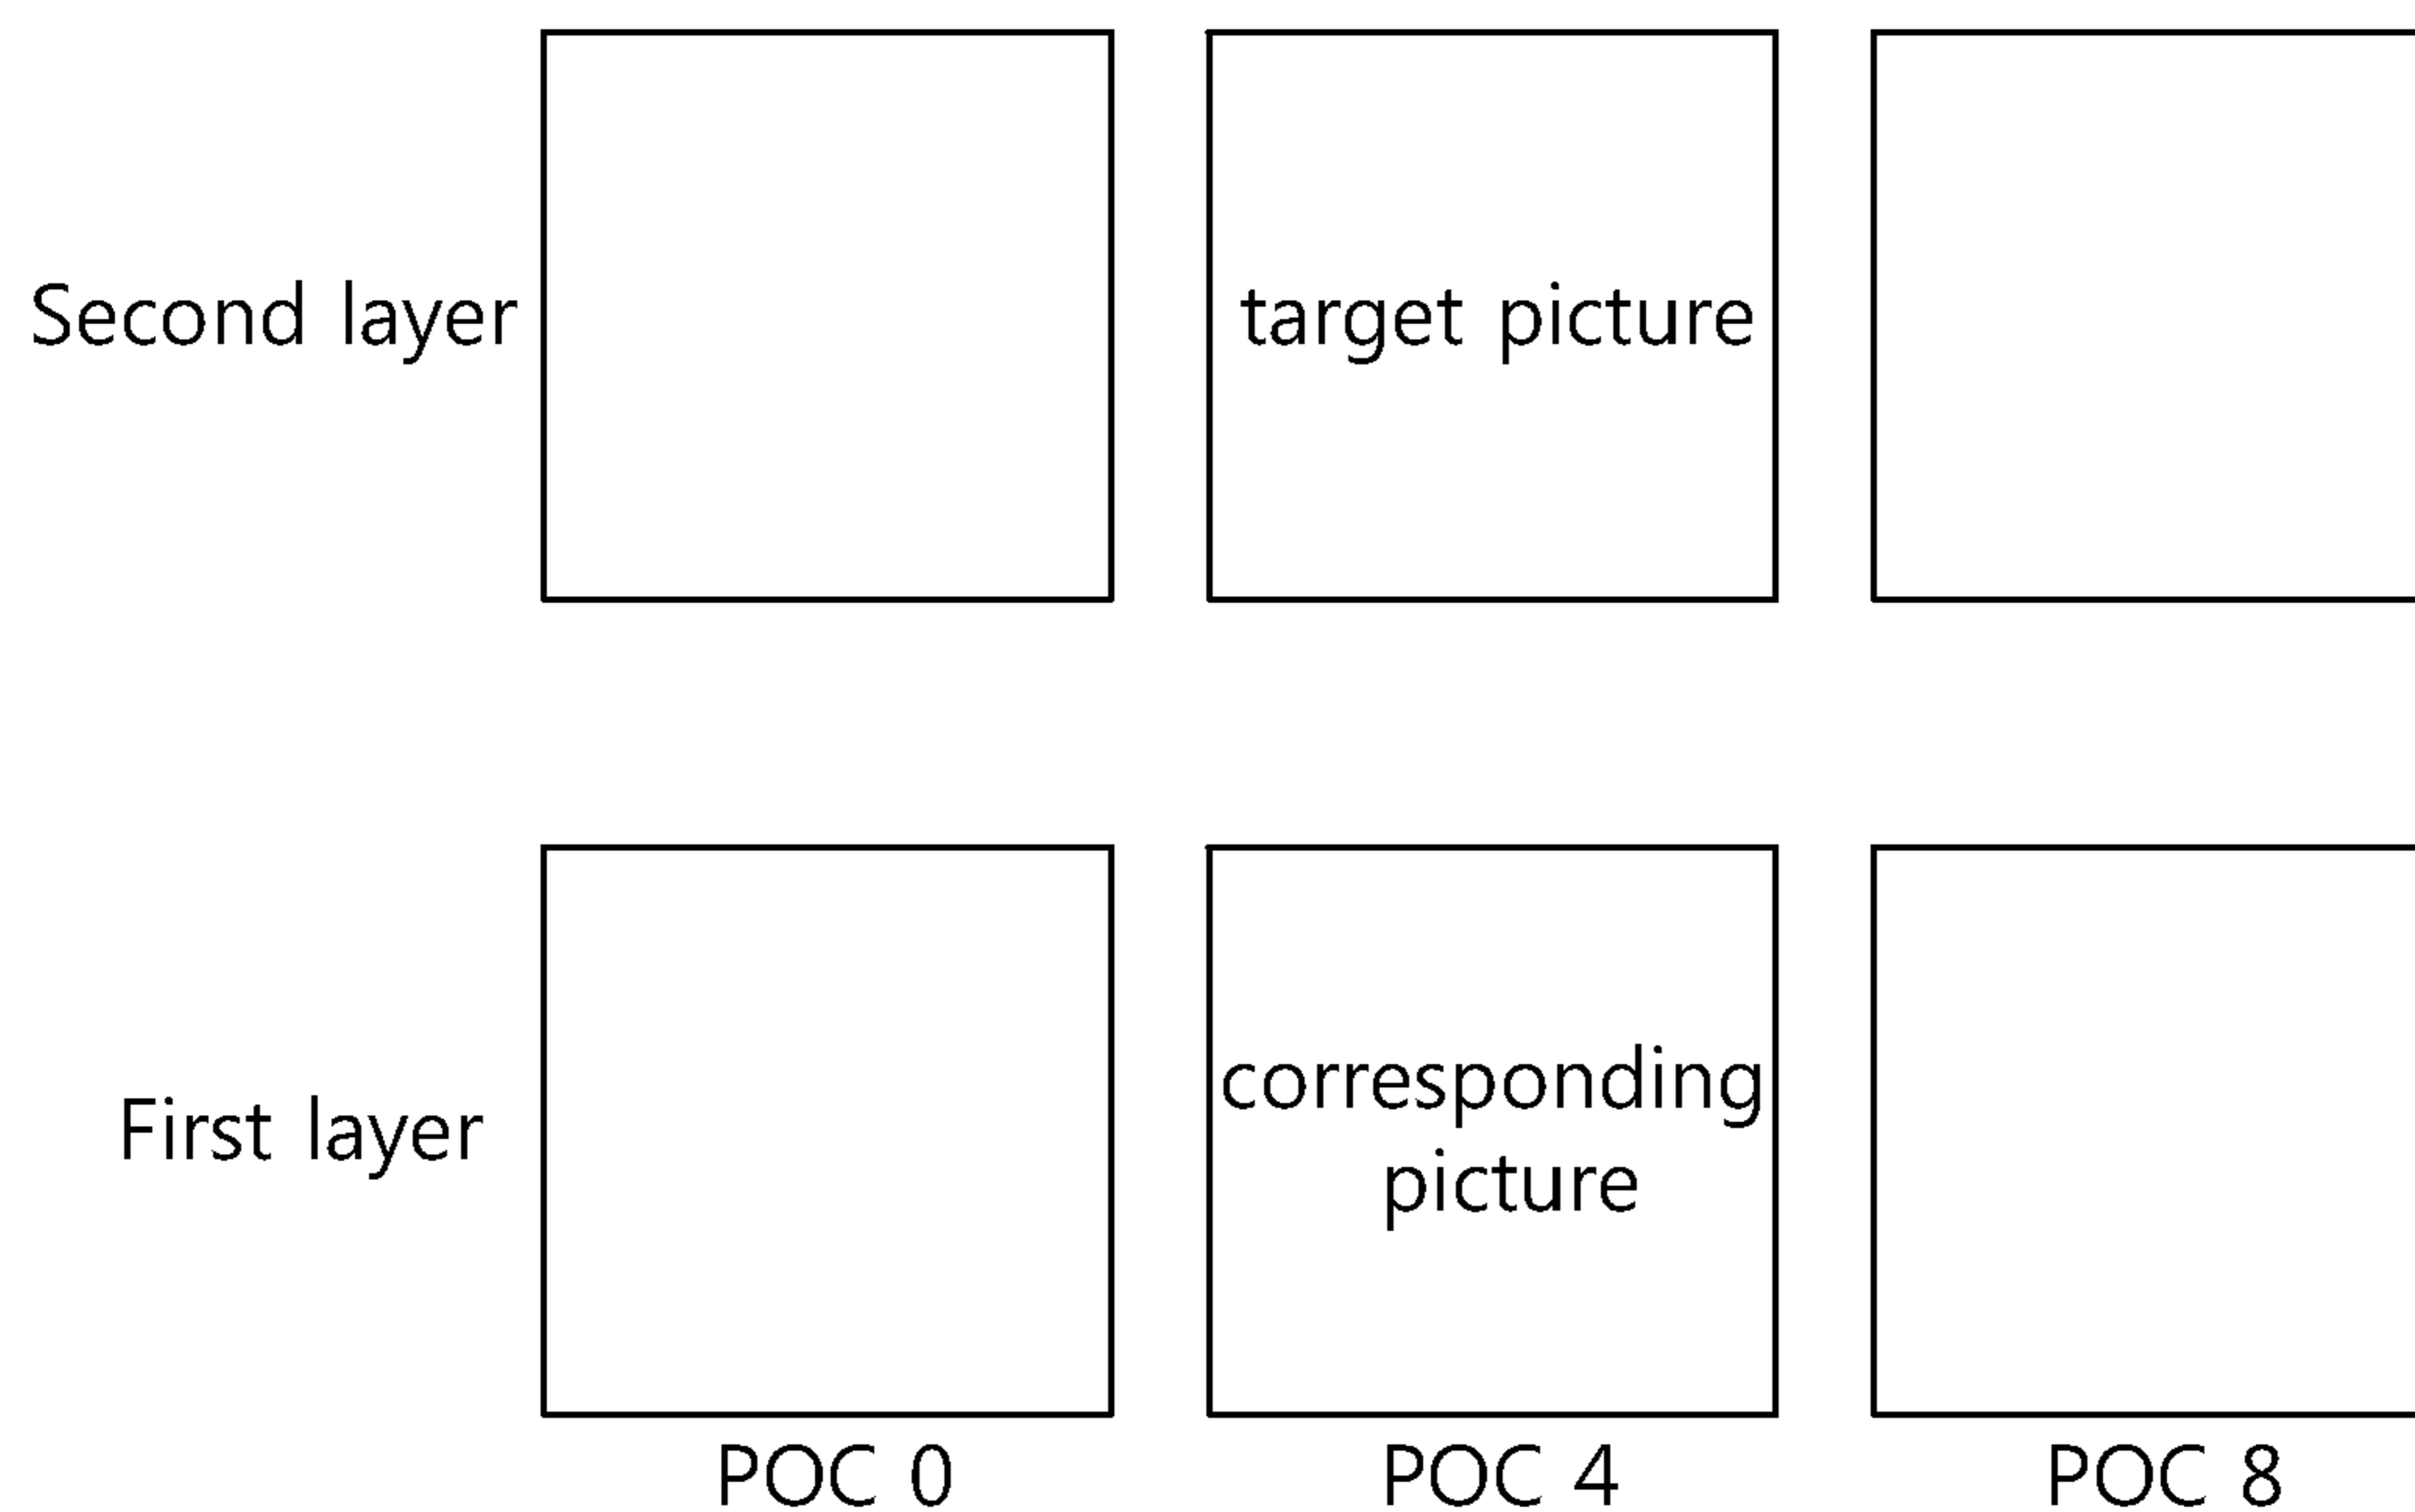 Second layer
target picture
First layer
corresponding
picture
POC 0
POC 4
POC 8